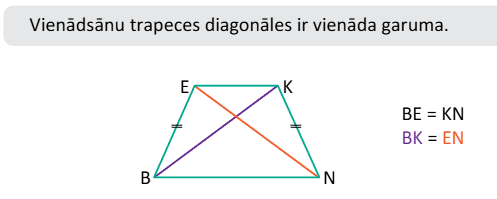 Vienādsānu trapeces diagonāles ir vienāda garuma.
E K
BE = KN
BK = EN
B N